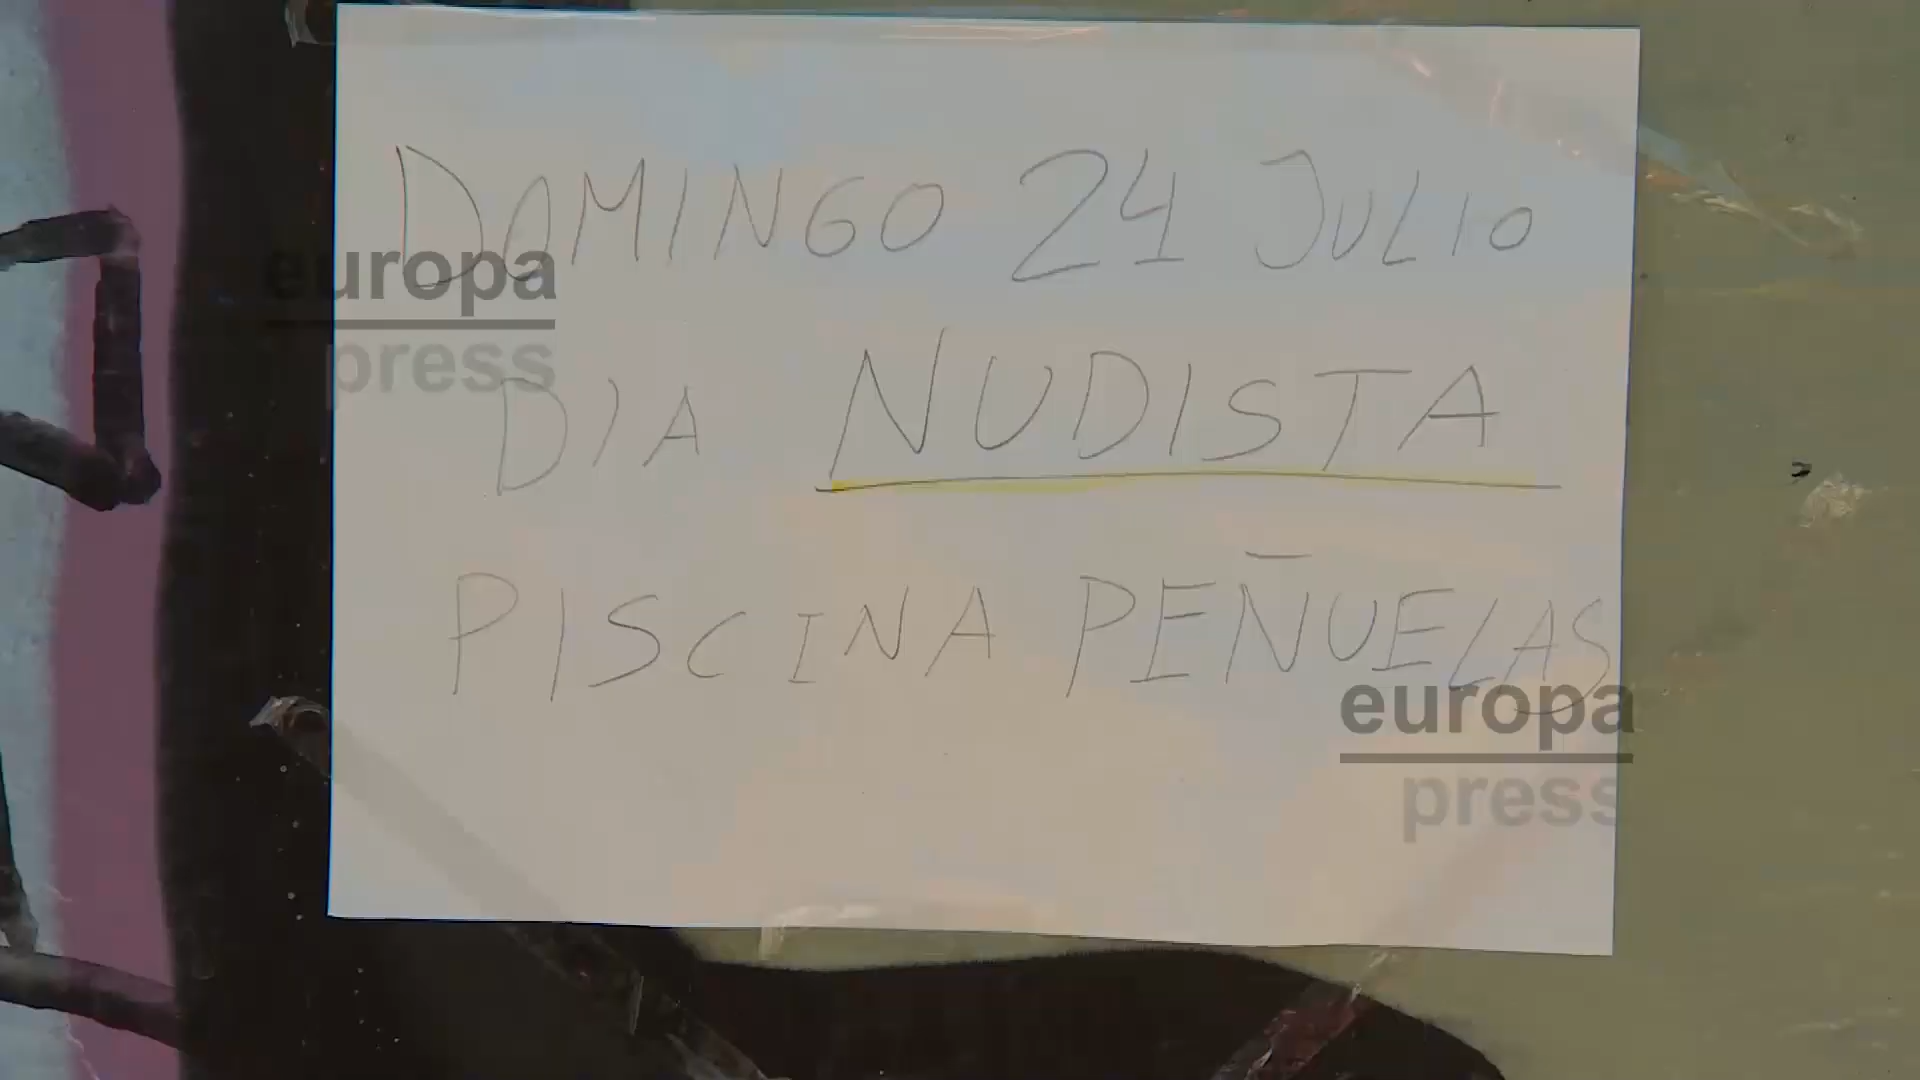 DOMINGO 24 JULIO
europa
press
DIA NUDISTA
PISCINA PEÑUELAS
europa
press